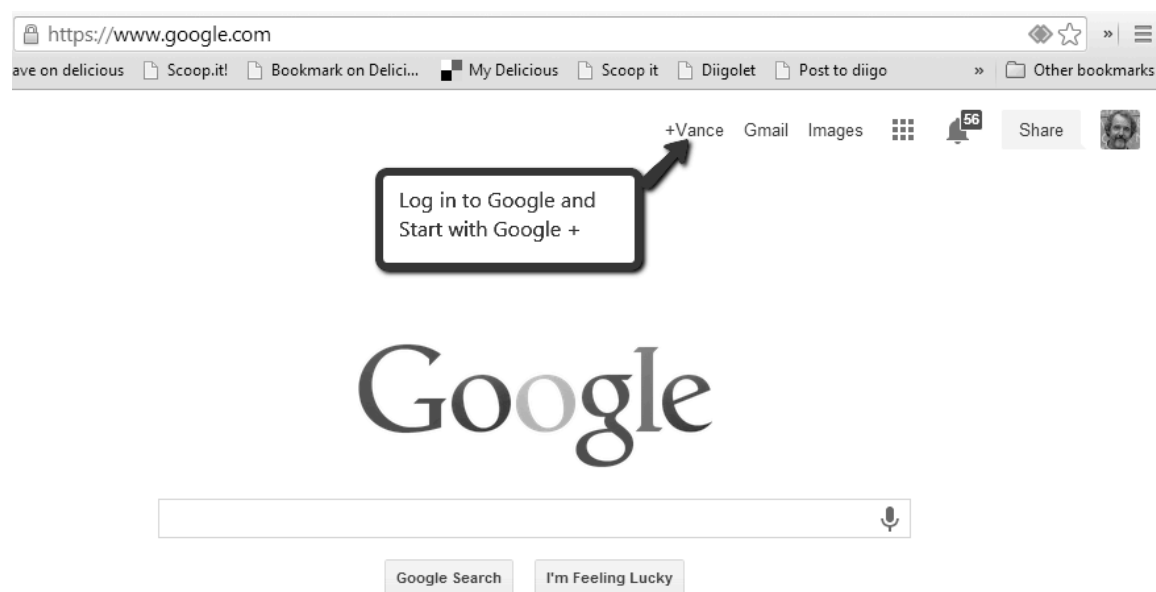 https://www.google.com
ave on delicious Scoop.it! Bookmark on Delici... My Delicious Scoop it Diigolet Post to diigo » Other bookmarks
+Vance Gmail Images 56 Share
Log in to Google and
Start with Google +
Google
Google Search I'm Feeling Lucky